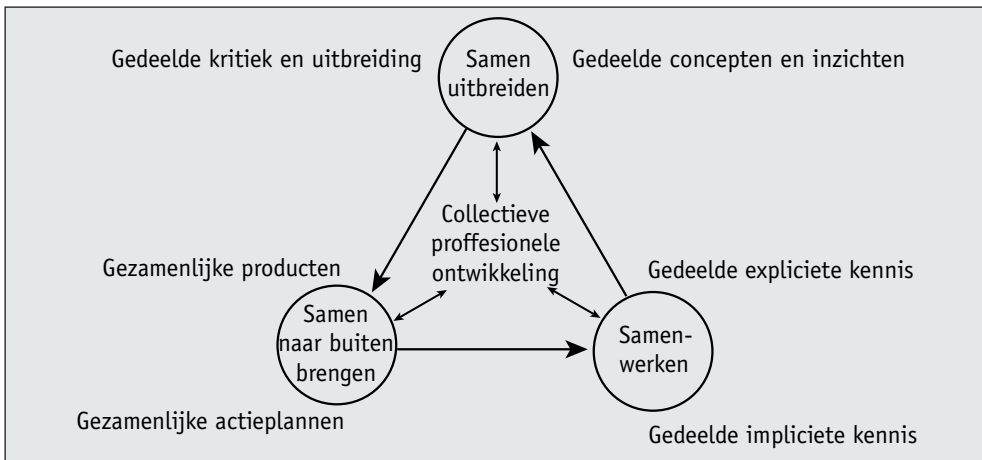 Gedeelde kritiek en uitbreiding
Samen
uitbreiden
Gedeelde concepten en inzichten
Collectieve
proffesionele
ontwikkeling
Gezamenlijke producten
Gedeelde expliciete kennis
Samen
naar buiten
brengen
Samen-
werken
Gezamenlijke actieplannen
Gedeelde impliciete kennis